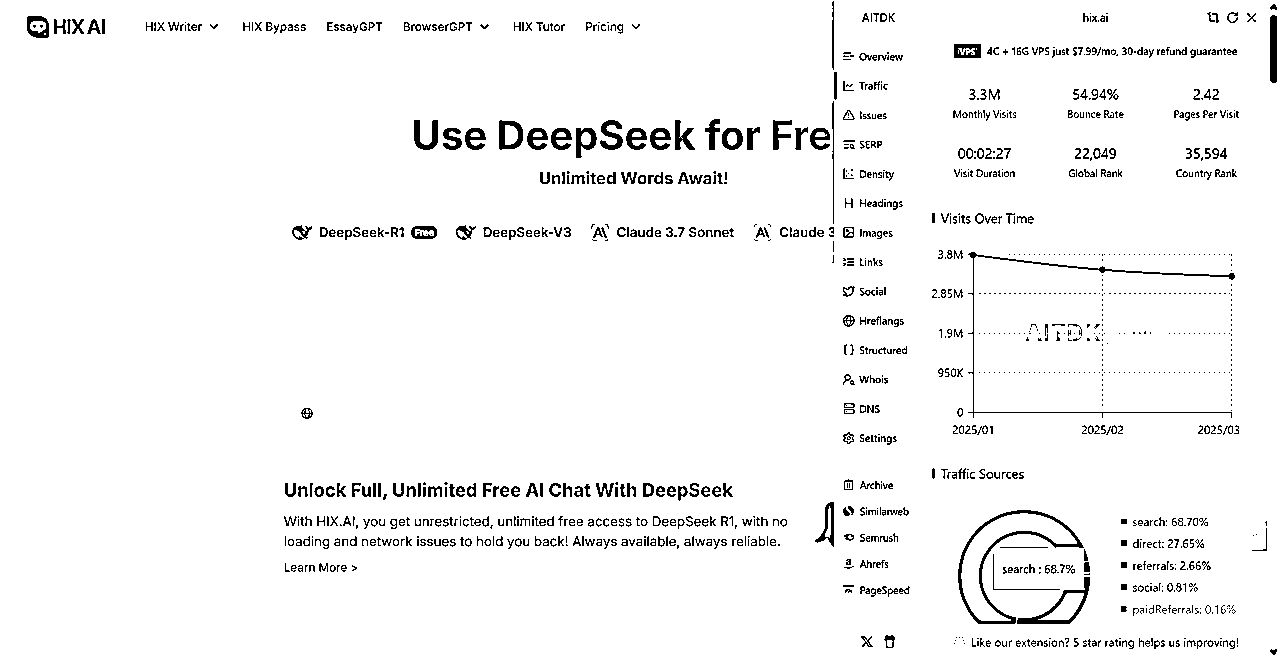 HIX AI
HIX Writer
HIX Bypass
EssayGPT
BrowserGPT
HIX Tutor
Pricing
Use DeepSeek for Fre
Unlimited Words Await!
DeepSeek-R1 Free
DeepSeek-V3
Claude 3.7 Sonnet
Claude 3
Unlock Full, Unlimited Free AI Chat With DeepSeek
With HIX.AI, you get unrestricted, unlimited free access to DeepSeek R1, with no
loading and network issues to hold you back! Always available, always reliable.
Learn More >
AITDK
hix.ai
Overview
Traffic
Issues
SERP
Density
Headings
Images
Links
Social
Hreflangs
Structured
Whois
DNS
Settings
Archive
Similarweb
Semrush
Ahrefs
PageSpeed
VPS 4C + 16G VPS just $7.99/mo, 30-day refund guarantee
3.3M
Monthly Visits
54.94%
Bounce Rate
2.42
Pages Per Visit
00:02:27
Visit Duration
22,049
Global Rank
35,594
Country Rank
Visits Over Time
3.8M
2.85M
1.9M
950K
0
AITDK
2025/01
2025/02
2025/03
Traffic Sources
search : 68.7%
search: 68.70%
direct: 27.65%
referrals: 2.66%
social: 0.81%
paidReferrals: 0.16%
Like our extension? 5 star rating helps us improving!